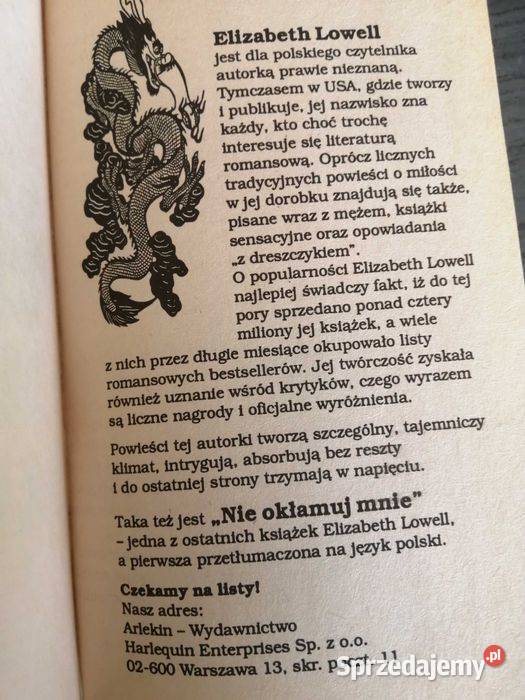 Elizabeth Lowell
jest dla polskiego czytelnika
autorką prawie nieznaną.
Tymczasem w USA, gdzie tworzy
i publikuje, jej nazwisko zna
każdy, kto choć trochę
interesuje się literaturą
romansową. Oprócz licznych
tradycyjnych powieści o miłości
w jej dorobku znajdują się także,
pisane wraz z mężem, książki
sensacyjne oraz opowiadania
„z dreszczykiem”.
O popularności Elizabeth Lowell
najlepiej świadczy fakt, iż do tej
pory sprzedano ponad cztery
miliony jej książek, a wiele
z nich przez długie miesiące okupowało listy
romansowych bestsellerów. Jej twórczość zyskała
również uznanie wśród krytyków, czego wyrazem
są liczne nagrody i oficjalne wyróżnienia.
Powieści tej autorki tworzą szczególny, tajemniczy
klimat, intrygują, absorbują bez reszty
i do ostatniej strony trzymają w napięciu.
Taka też jest „Nie okłamuj mnie”
– jedna z ostatnich książek Elizabeth Lowell,
a pierwsza przetłumaczona na język polski.
Czekamy na listy!
Nasz adres:
Arlekin – Wydawnictwo
Harlequin Enterprises Sp. z o.o.
02-600 Warszawa 13, skr. poczt. 11
Sprzedajemy.pl